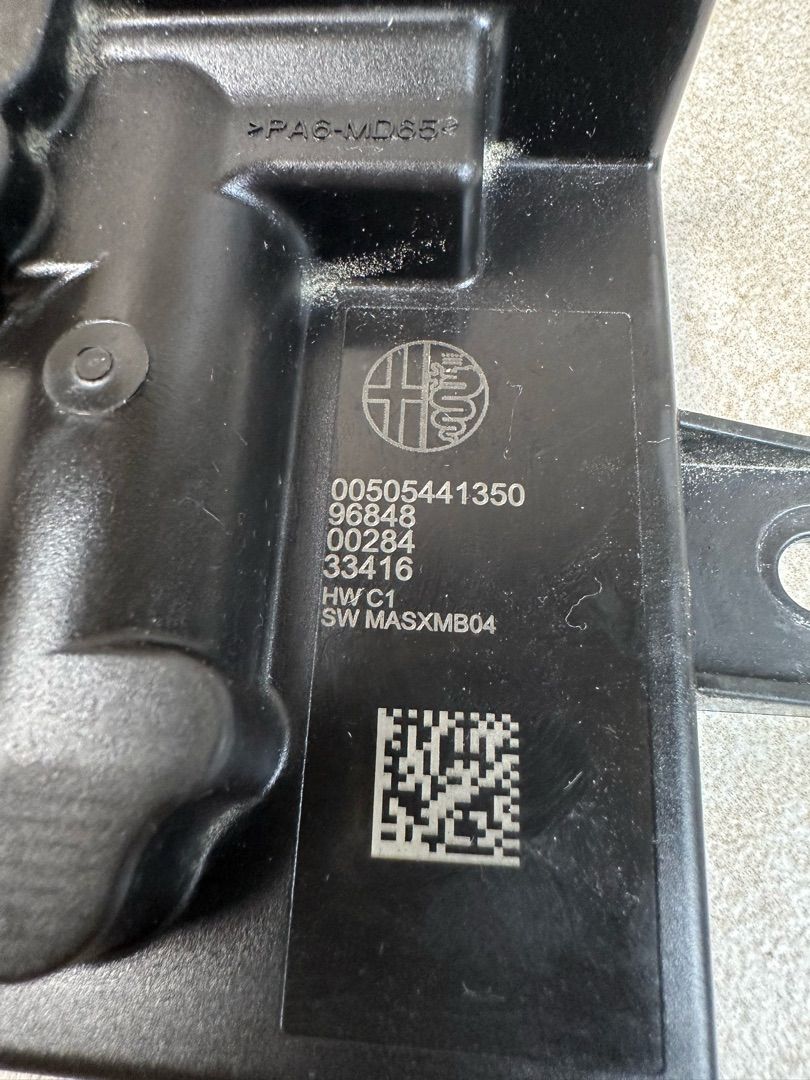 >PA6-MD65<
00505441350
96848
00284
33416
HW C1
SW MASXMB04